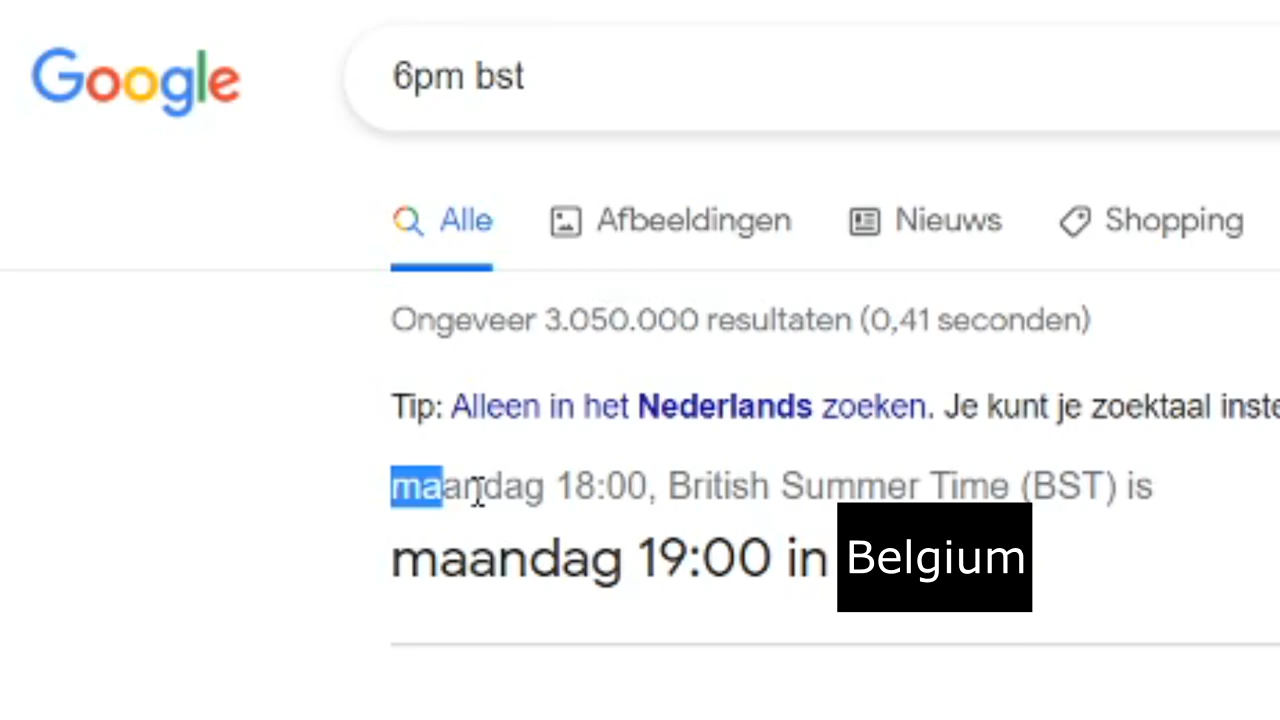 Google
6pm bst
Alle Afbeeldingen Nieuws Shopping
Ongeveer 3.050.000 resultaten (0,41 seconden)
Tip: Alleen in het Nederlands zoeken. Je kunt je zoektaal
maandag 18:00, British Summer Time (BST) is
maandag 19:00 in Belgium